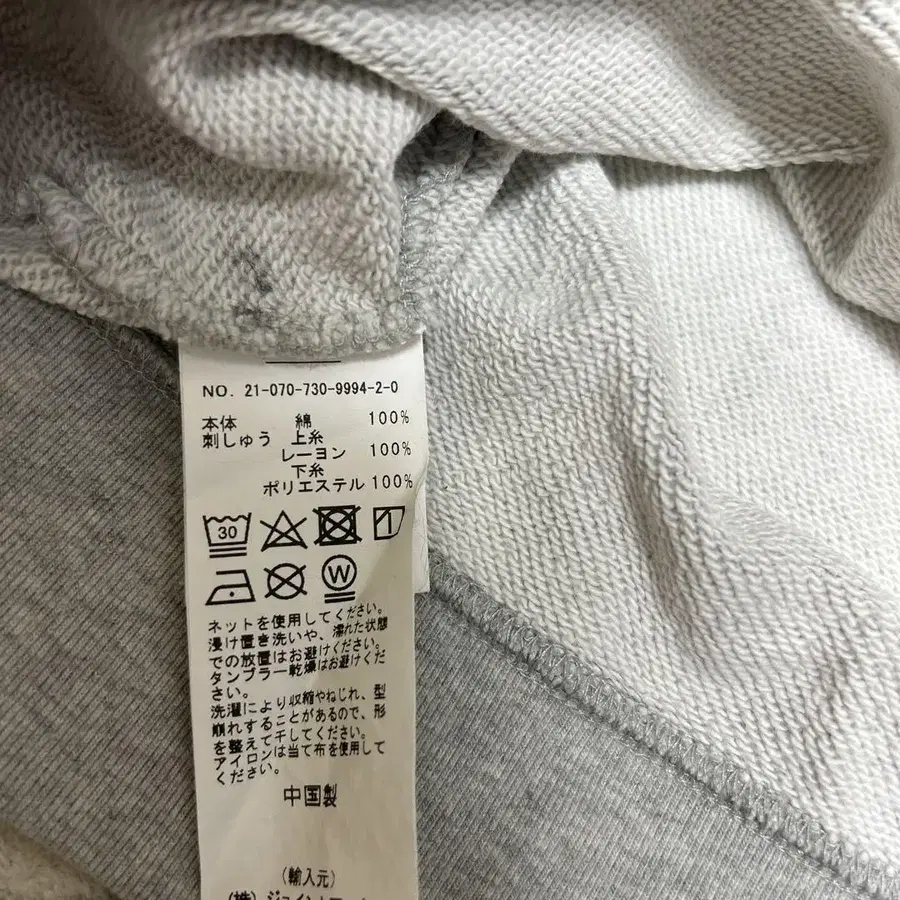 NO. 21-070-730-9994-2-0
本体 綿 100%
刺しゅう 上糸
レーヨン 100%
下糸
ポリエステル 100%
30
1
W
ネットを使用してください。
浸け置き洗いや、濡れた状態
での放置はお避けください。
タンブラー乾燥はお避けくだ
さい。
洗濯により収縮やねじれ、型
崩れすることがあるので、形
を整えて干してください。
アイロンは当て布を使用して
ください。
中国製
(輸入元)
(株)ジョイント